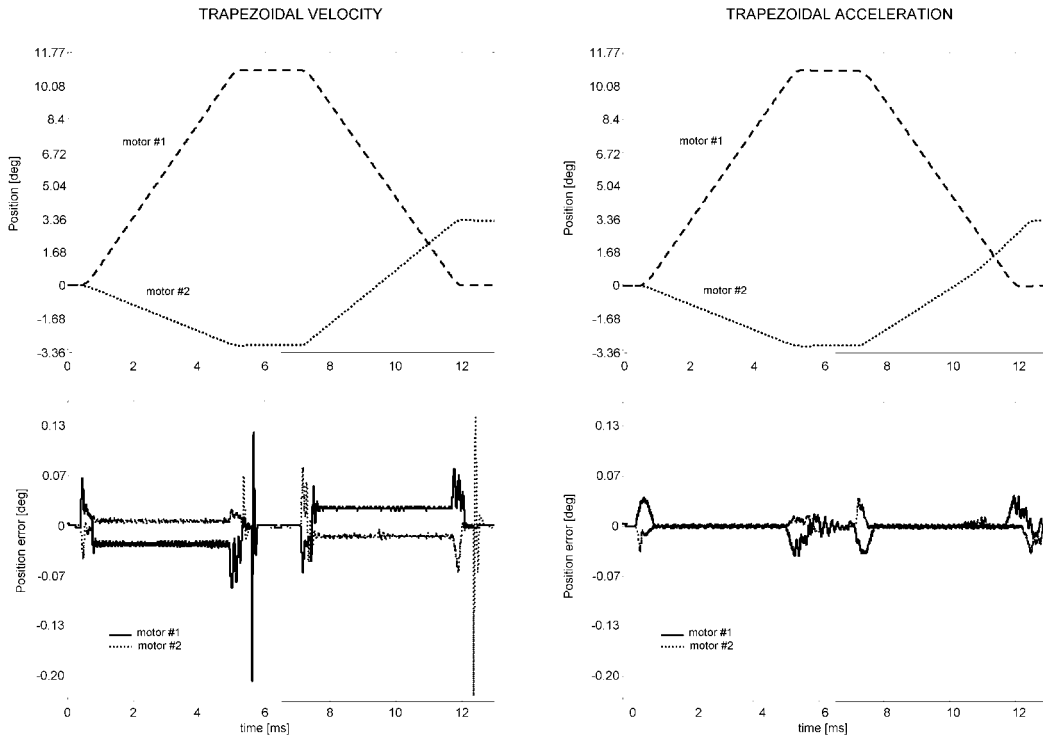 TRAPEZOIDAL VELOCITY
11.77
10.08
8.4
6.72
5.04
3.36
1.68
0
-1.68
-3.36
Position [deg]
motor #1
motor #2
0 2 4 6 8 10 12
TRAPEZOIDAL ACCELERATION
11.77
10.08
8.4
6.72
5.04
3.36
1.68
0
-1.68
-3.36
Position [deg]
motor #1
motor #2
0 2 4 6 8 10 12
0.13
0.07
0
-0.07
-0.13
-0.20
Position error [deg]
motor #1
motor #2
0 2 4 6 8 10 12
time [ms]
0.13
0.07
0
-0.07
-0.13
-0.20
Position error [deg]
motor #1
motor #2
0 2 4 6 8 10 12
time [ms]